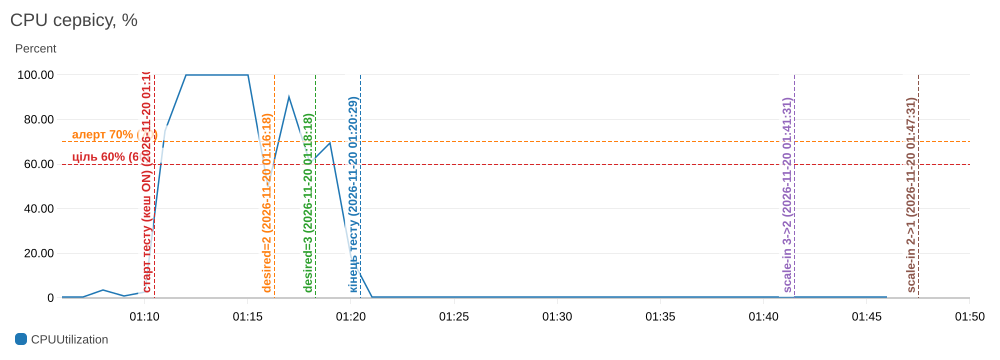 CPU сервісу, %
Percent
100.00
80.00
60.00
40.00
20.00
0
алерт 70% (
ціль 60% (6
старт тесту (кеш ON) (2026-11-20 01:1
desired=2 (2026-11-20 01:16:18)
desired=3 (2026-11-20 01:18:18)
кінець тесту (2026-11-20 01:20:29)
scale-in 3->2 (2026-11-20 01:41:31)
scale-in 2->1 (2026-11-20 01:47:31)
01:10
01:15
01:20
01:25
01:30
01:35
01:40
01:45
01:50
CPUUtilization